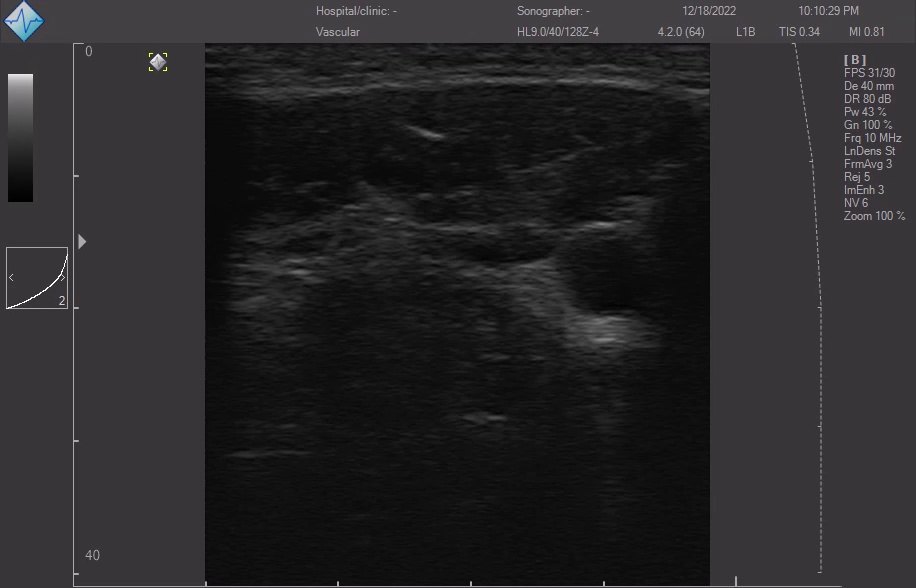 Hospital/clinic: - Sonographer: - 12/18/2022 10:10:29 PM
Vascular HL9.0/40/128Z-4 4.2.0 (64) L1B TIS 0.34 MI 0.81
0
[ B ]
FPS 31/30
De 40 mm
DR 80 dB
Pw 43 %
Gn 100 %
Frq 10 MHz
LnDens St
FrmAvg 3
Rej 5
ImEnh 3
NV 6
Zoom 100 %
2
40